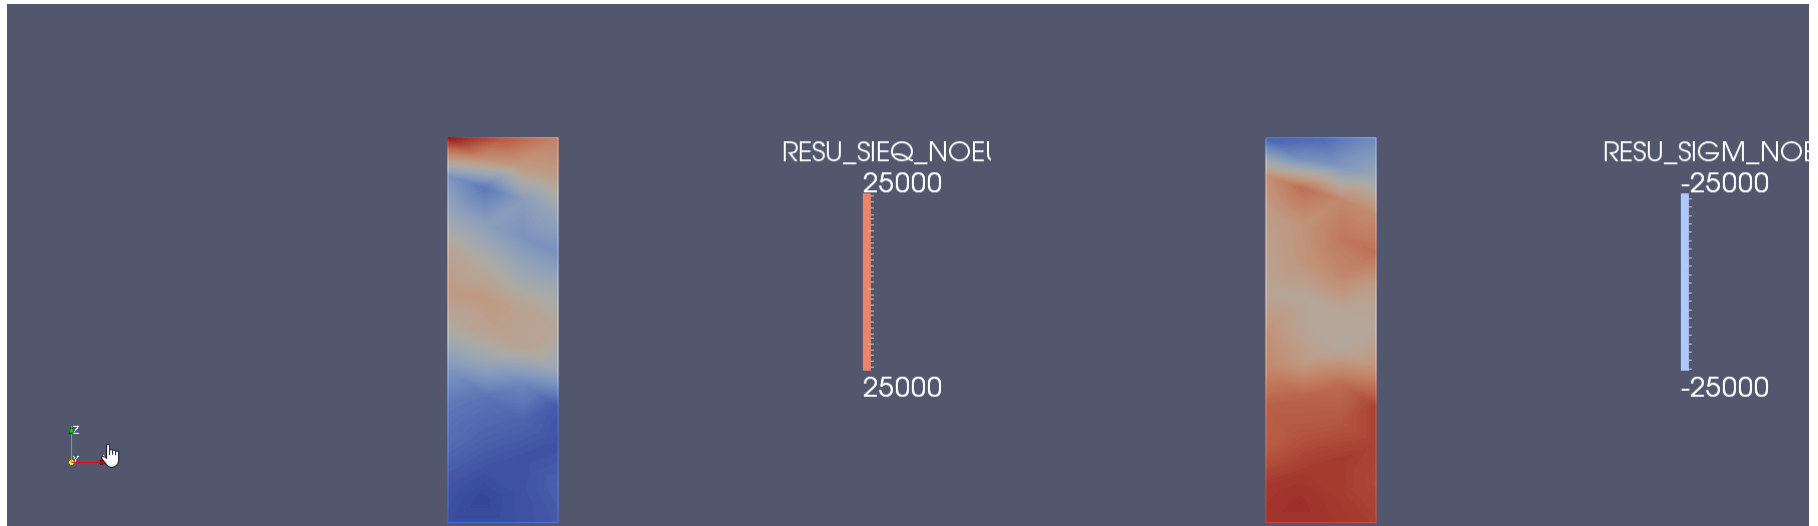 RESU_SIEQ_NOEU
25000
25000
RESU_SIGM_NOE
-25000
-25000
Z
Y